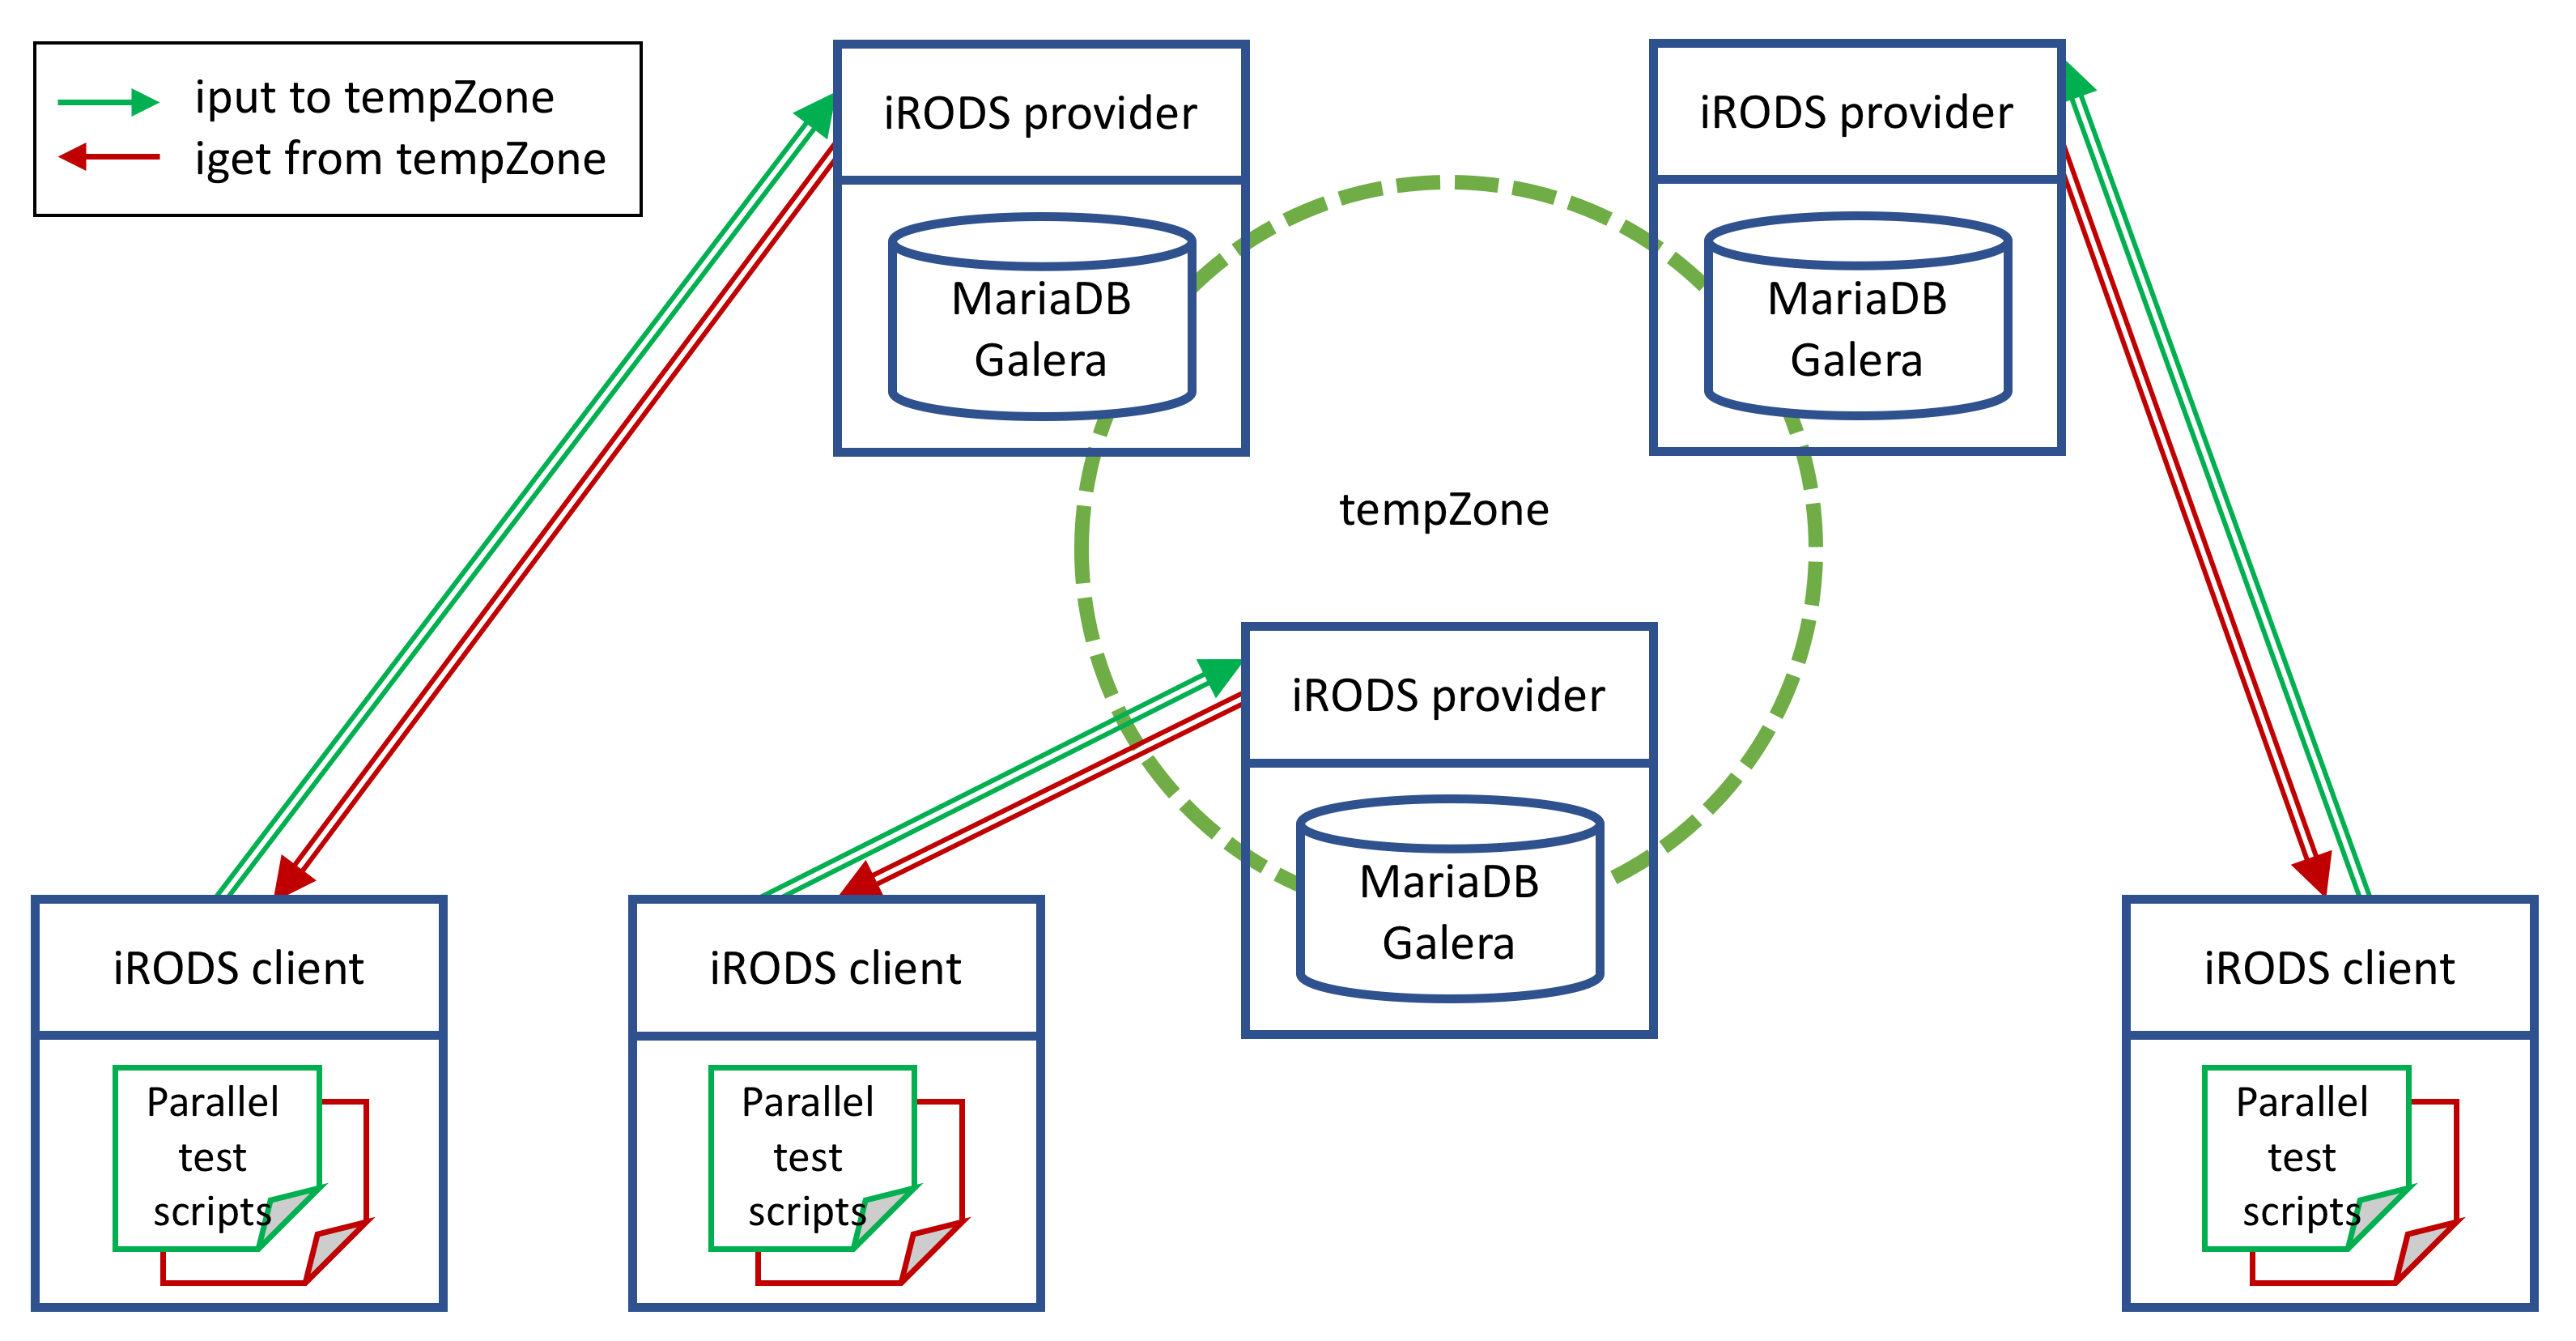 iput to tempZone
iget from tempZone
iRODS provider
MariaDB
Galera
iRODS provider
MariaDB
Galera
tempZone
iRODS provider
MariaDB
Galera
iRODS client
Parallel
test
scripts
iRODS client
Parallel
test
scripts
iRODS client
Parallel
test
scripts